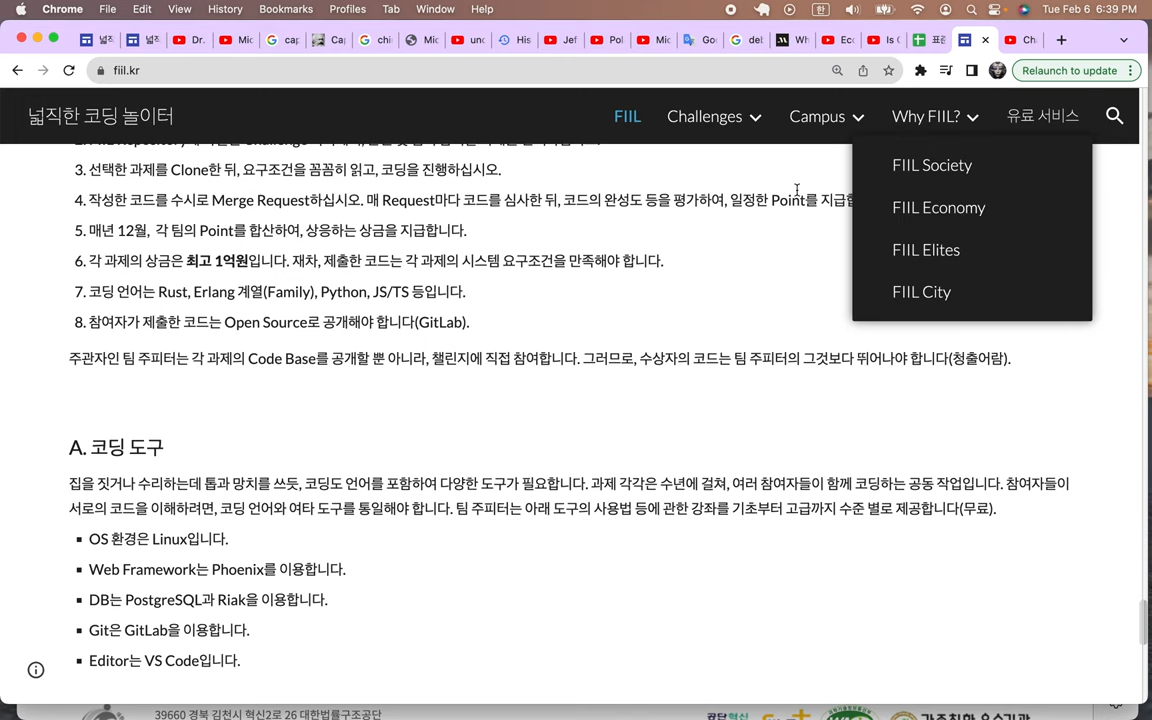 Chrome File Edit View History Bookmarks Profiles Tab Window Help 한 Tue Feb 6 6:39 PM
넓직 넓직 Dr. Mic cap Ca chi Mic unc His Jef Pol Mic Go del Wh Ecc Is C 표준 Ch
fiil.kr Relaunch to update
넓직한 코딩 놀이터 FIIL Challenges Campus Why FIIL? 유료 서비스
FIIL Society
FIIL Economy
FIIL Elites
FIIL City
3. 선택한 과제를 Clone한 뒤, 요구조건을 꼼꼼히 읽고, 코딩을 진행하십시오.
4. 작성한 코드를 수시로 Merge Request하십시오. 매 Request마다 코드를 심사한 뒤, 코드의 완성도 등을 평가하여, 일정한 Point를 지급
5. 매년 12월, 각 팀의 Point를 합산하여, 상응하는 상금을 지급합니다.
6. 각 과제의 상금은 최고 1억원입니다. 재차, 제출한 코드는 각 과제의 시스템 요구조건을 만족해야 합니다.
7. 코딩 언어는 Rust, Erlang 계열(Family), Python, JS/TS 등입니다.
8. 참여자가 제출한 코드는 Open Source로 공개해야 합니다(GitLab).
주관자인 팀 주피터는 각 과제의 Code Base를 공개할 뿐 아니라, 챌린지에 직접 참여합니다. 그러므로, 수상자의 코드는 팀 주피터의 그것보다 뛰어나야 합니다(청출어람).
A. 코딩 도구
집을 짓거나 수리하는데 톱과 망치를 쓰듯, 코딩도 언어를 포함하여 다양한 도구가 필요합니다. 과제 각각은 수년에 걸쳐, 여러 참여자들이 함께 코딩하는 공동 작업입니다. 참여자들이
서로의 코드을 이해하려면, 코딩 언어와 여타 도구를 통일해야 합니다. 팀 주피터는 아래 도구의 사용법 등에 관한 강좌를 기초부터 고급까지 수준 별로 제공합니다(무료).
▪ OS 환경은 Linux입니다.
▪ Web Framework는 Phoenix를 이용합니다.
▪ DB는 PostgreSQL과 Riak을 이용합니다.
▪ Git은 GitLab을 이용합니다.
▪ Editor는 VS Code입니다.
39660 경북 김천시 혁신2로 26 대한법률구조공단